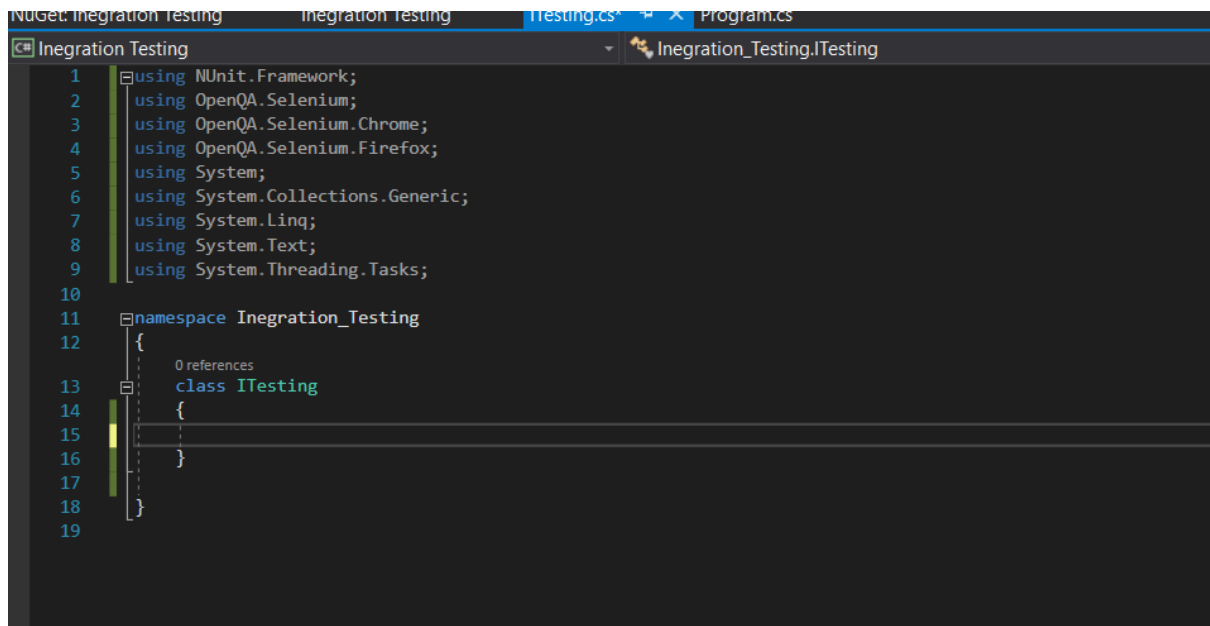 NuGet: Inegration Testing Inegration Testing ITesting.cs* Program.cs
C# Inegration Testing Inegration_Testing.ITesting
1 using NUnit.Framework;
2 using OpenQA.Selenium;
3 using OpenQA.Selenium.Chrome;
4 using OpenQA.Selenium.Firefox;
5 using System;
6 using System.Collections.Generic;
7 using System.Linq;
8 using System.Text;
9 using System.Threading.Tasks;
10
11 namespace Inegration_Testing
12 {
0 references
13 class ITesting
14 {
15
16 }
17
18 }
19